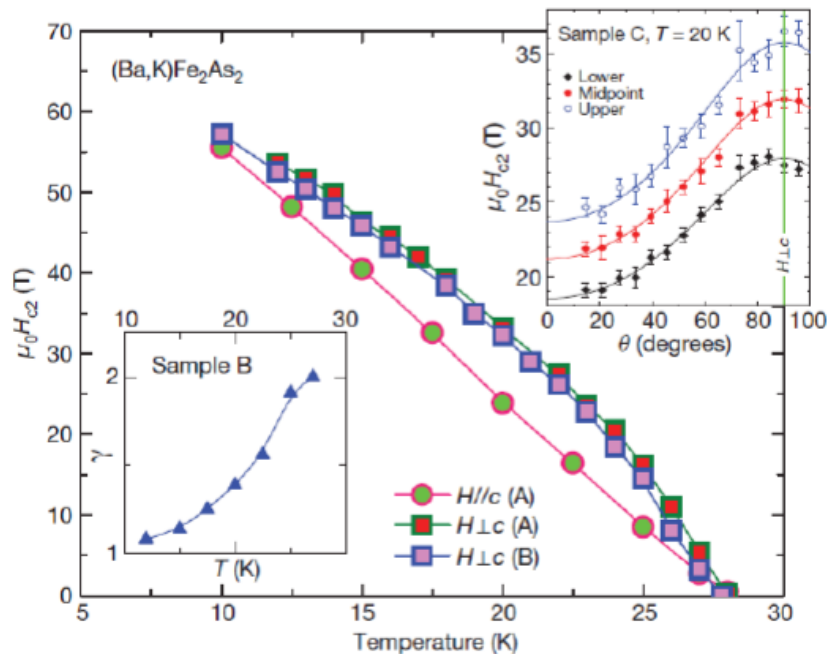 (Ba,K)Fe₂As₂
70
60
50
40
30
20
10
0
μ₀H_c2 (T)
5
10
15
20
25
30
Temperature (K)
H//c (A)
H⊥c (A)
H⊥c (B)
Sample C, T = 20 K
Lower
Midpoint
Upper
35
30
25
20
μ₀H_c2 (T)
0
20
40
60
80
100
θ (degrees)
H⊥c
10
20
30
Sample B
2
1
γ
T (K)